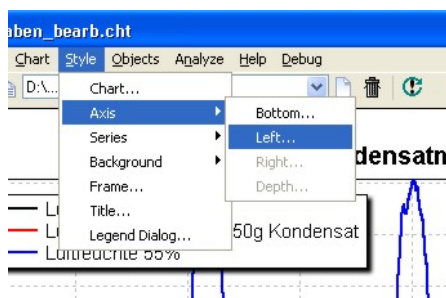 aben_bearb.cht
Chart Style Objects Analyze Help Debug
D:\...
Chart...
Axis
Bottom...
Series
Left...
Background
Right...
densatn
Frame...
Depth...
Title...
Legend Dialog...
50g Kondensat
Luftfeuchte 55%